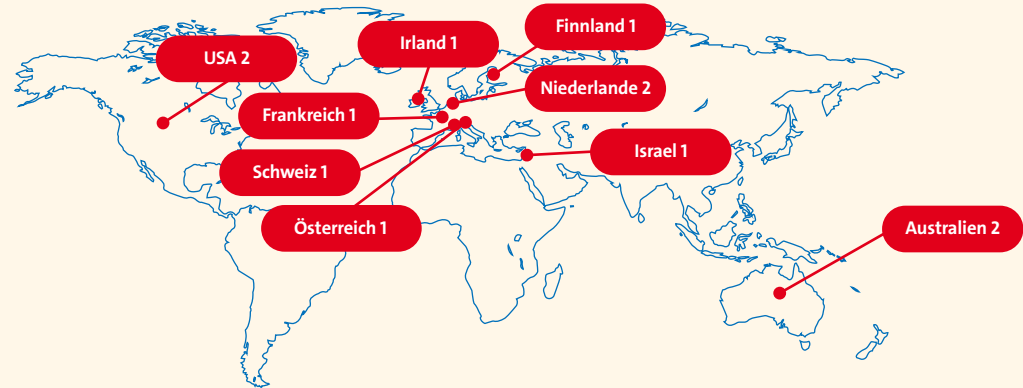 Finnland 1
Irland 1
USA 2
Niederlande 2
Frankreich 1
Israel 1
Schweiz 1
Österreich 1
Australien 2